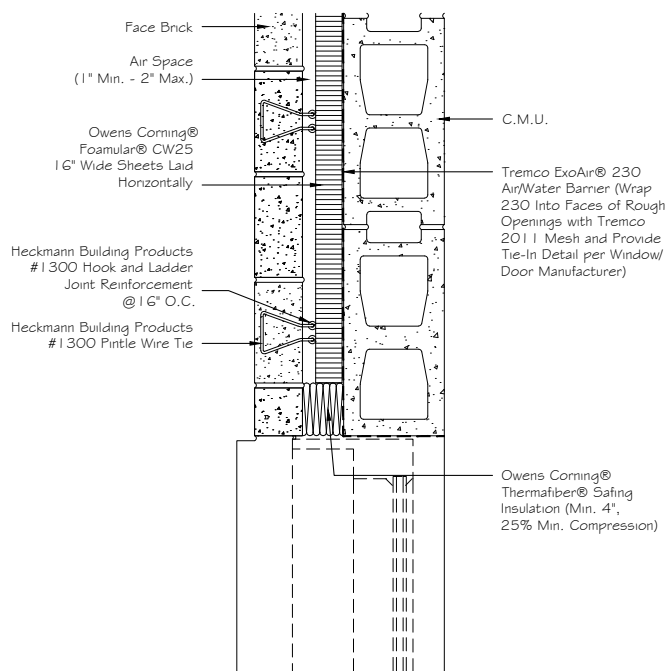 Face Brick
Air Space
(1" Min. - 2" Max.)
Owens Corning®
Foamular® CW25
16" Wide Sheets Laid
Horizontally
Heckmann Building Products
#1300 Hook and Ladder
Joint Reinforcement
@16" O.C.
Heckmann Building Products
#1300 Pintle Wire Tie
C.M.U.
Tremco ExoAir® 230
Air/Water Barrier (Wrap
230 Into Faces of Rough
Openings with Tremco
2011 Mesh and Provide
Tie-In Detail per Window/
Door Manufacturer)
Owens Corning®
Thermafiber® Safing
Insulation (Min. 4",
25% Min. Compression)